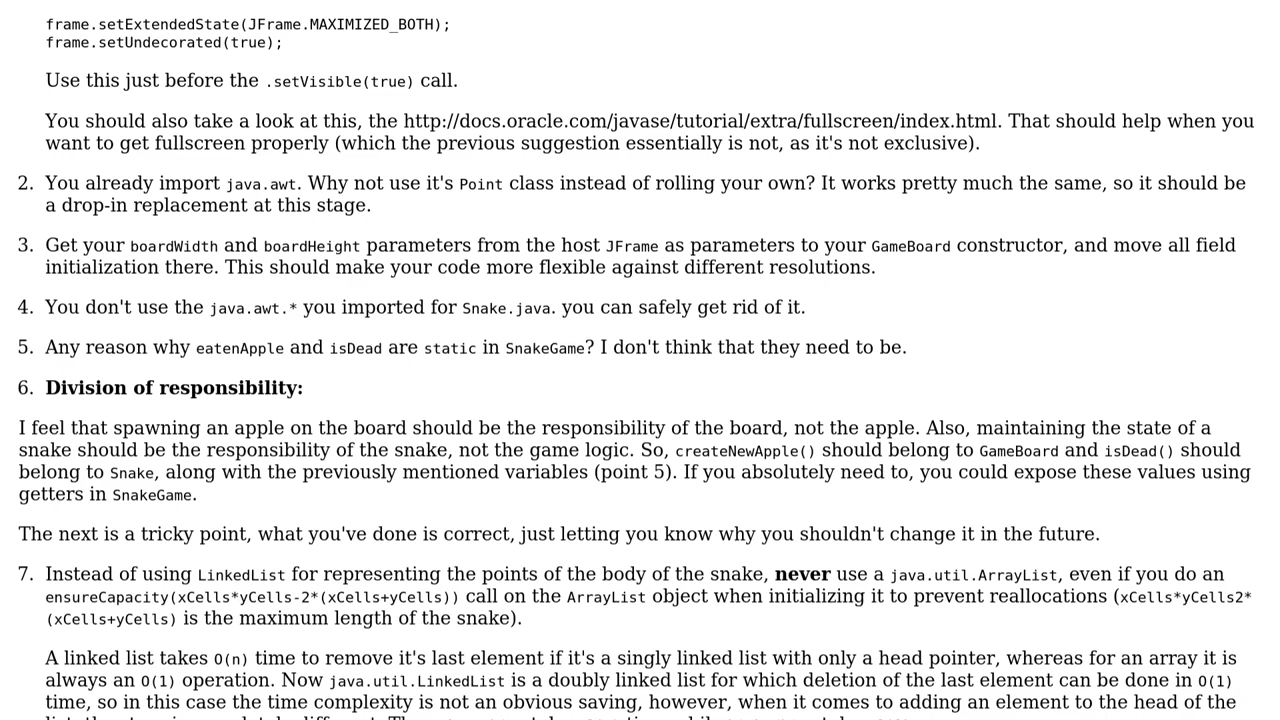 frame.setExtendedState(JFrame.MAXIMIZED_BOTH);
frame.setUndecorated(true);
Use this just before the .setVisible(true) call.
You should also take a look at this, the http://docs.oracle.com/javase/tutorial/extra/fullscreen/index.html. That should help when you
want to get fullscreen properly (which the previous suggestion essentially is not, as it's not exclusive).
2. You already import java.awt. Why not use it's Point class instead of rolling your own? It works pretty much the same, so it should be
a drop-in replacement at this stage.
3. Get your boardWidth and boardHeight parameters from the host JFrame as parameters to your GameBoard constructor, and move all field
initialization there. This should make your code more flexible against different resolutions.
4. You don't use the java.awt.* you imported for Snake.java. you can safely get rid of it.
5. Any reason why eatenApple and isDead are static in SnakeGame? I don't think that they need to be.
6. Division of responsibility:
I feel that spawning an apple on the board should be the responsibility of the board, not the apple. Also, maintaining the state of a
snake should be the responsibility of the snake, not the game logic. So, createNewApple() should belong to GameBoard and isDead() should
belong to Snake, along with the previously mentioned variables (point 5). If you absolutely need to, you could expose these values using
getters in SnakeGame.
The next is a tricky point, what you've done is correct, just letting you know why you shouldn't change it in the future.
7. Instead of using LinkedList for representing the points of the body of the snake, never use a java.util.ArrayList, even if you do an
ensureCapacity(xCells*yCells-2*(xCells+yCells)) call on the ArrayList object when initializing it to prevent reallocations (xCells*yCells2*
(xCells+yCells) is the maximum length of the snake).
A linked list takes O(n) time to remove it's last element if it's a singly linked list with only a head pointer, whereas for an array it is
always an O(1) operation. Now java.util.LinkedList is a doubly linked list for which deletion of the last element can be done in O(1)
time, so in this case the time complexity is not an obvious saving, however, when it comes to adding an element to the head of the